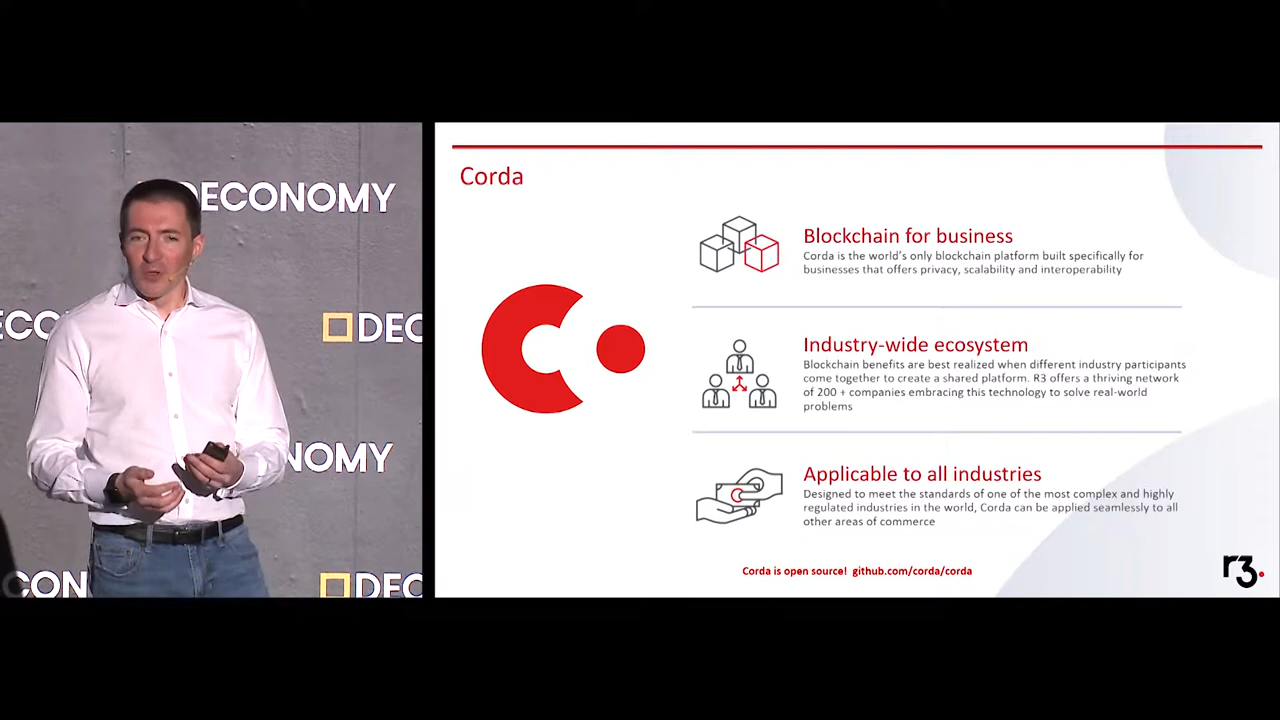 DECONOMY
ECO
DEC
NOMY
CON
DEC
Corda
Blockchain for business
Corda is the world's only blockchain platform built specifically for
businesses that offers privacy, scalability and interoperability
Industry-wide ecosystem
Blockchain benefits are best realized when different industry participants
come together to create a shared platform. R3 offers a thriving network
of 200 + companies embracing this technology to solve real-world
problems
Applicable to all industries
Designed to meet the standards of one of the most complex and highly
regulated industries in the world, Corda can be applied seamlessly to all
other areas of commerce
Corda is open source! github.com/corda/corda
r3.